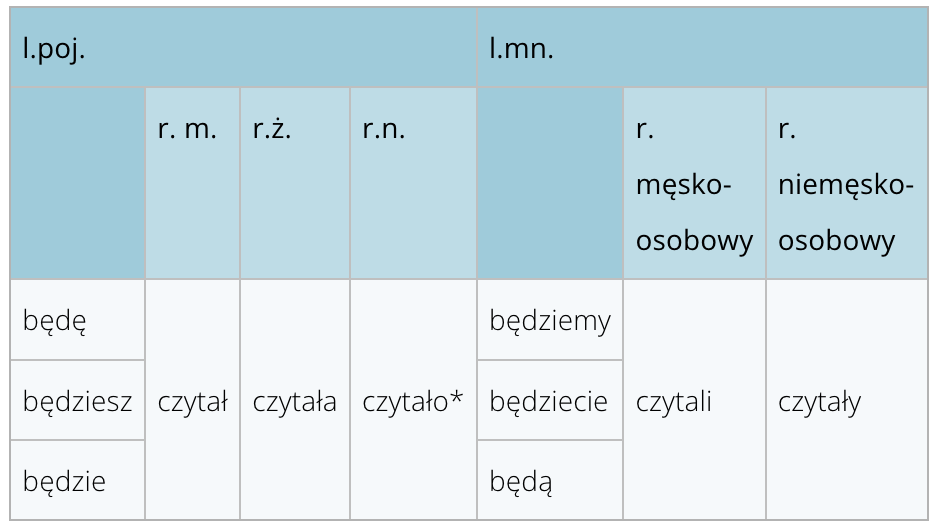 l.poj. l.mn.
r. m. r.ż. r.n. r.
męsko-
osobowy r.
niemęsko-
osobowy
będę będziemy
będziesz czytał czytała czytało* będziecie czytali czytały
będzie będą